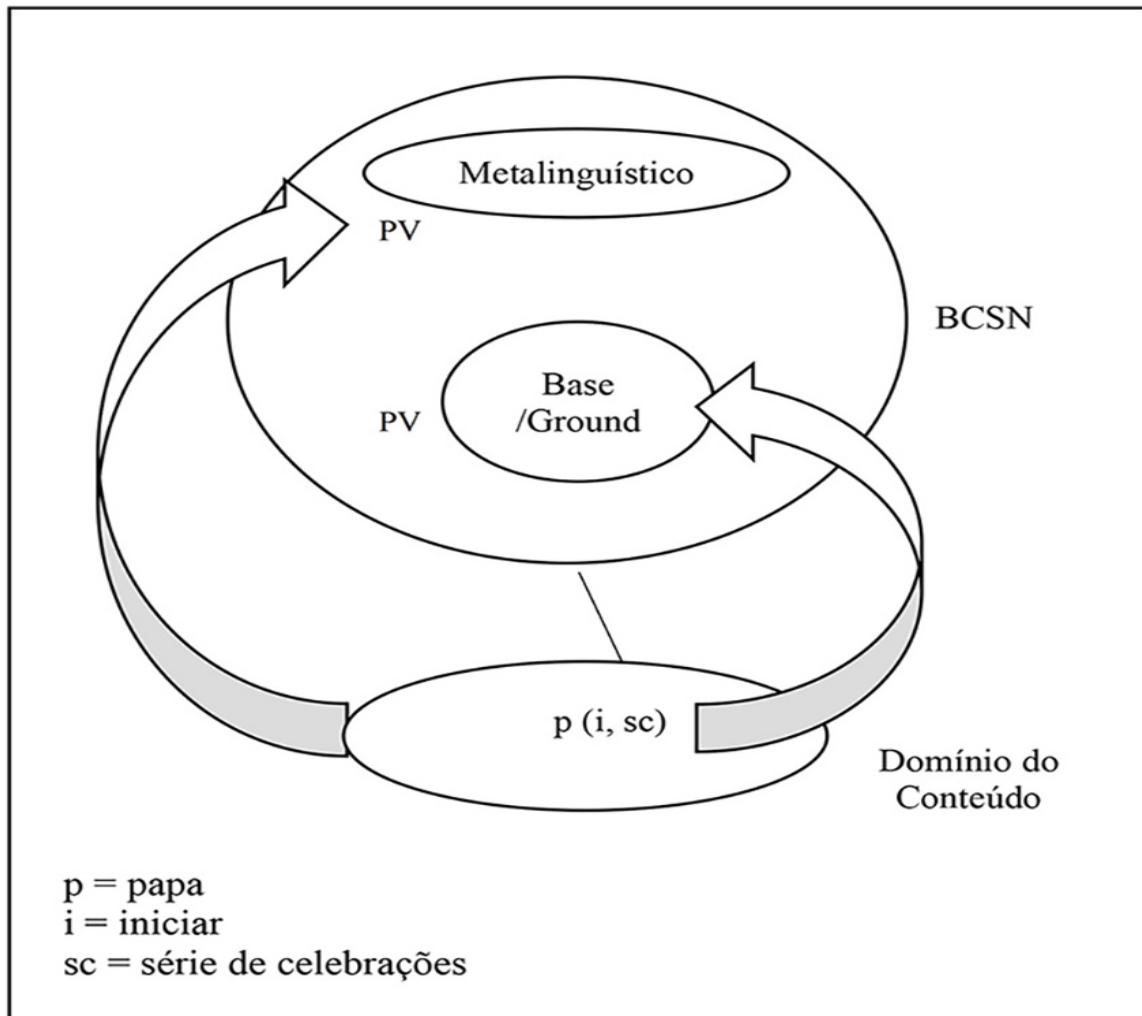 Metalinguístico
PV
BCSN
Base
/Ground
PV
p (i, sc)
Domínio do
Conteúdo
p = papa
i = iniciar
sc = série de celebrações